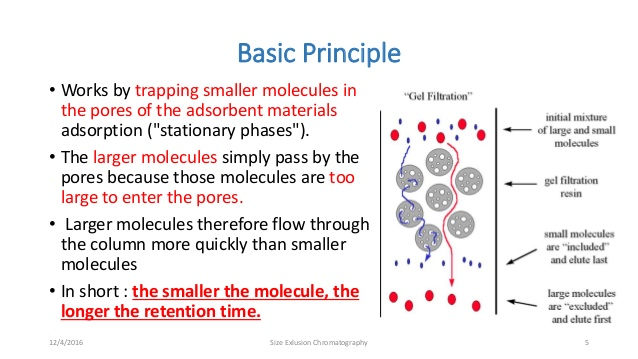 Basic Principle
• Works by trapping smaller molecules in
the pores of the adsorbent materials
adsorption ("stationary phases").
• The larger molecules simply pass by the
pores because those molecules are too
large to enter the pores.
• Larger molecules therefore flow through
the column more quickly than smaller
molecules
• In short : the smaller the molecule, the
longer the retention time.
“Gel Filtration”
initial mixture
of large and small
molecules
gel filtration
resin
small molecules
are “included”
and elute last
large molecules
are “excluded”
and elute first
12/4/2016
Size Exlusion Chromatography
5